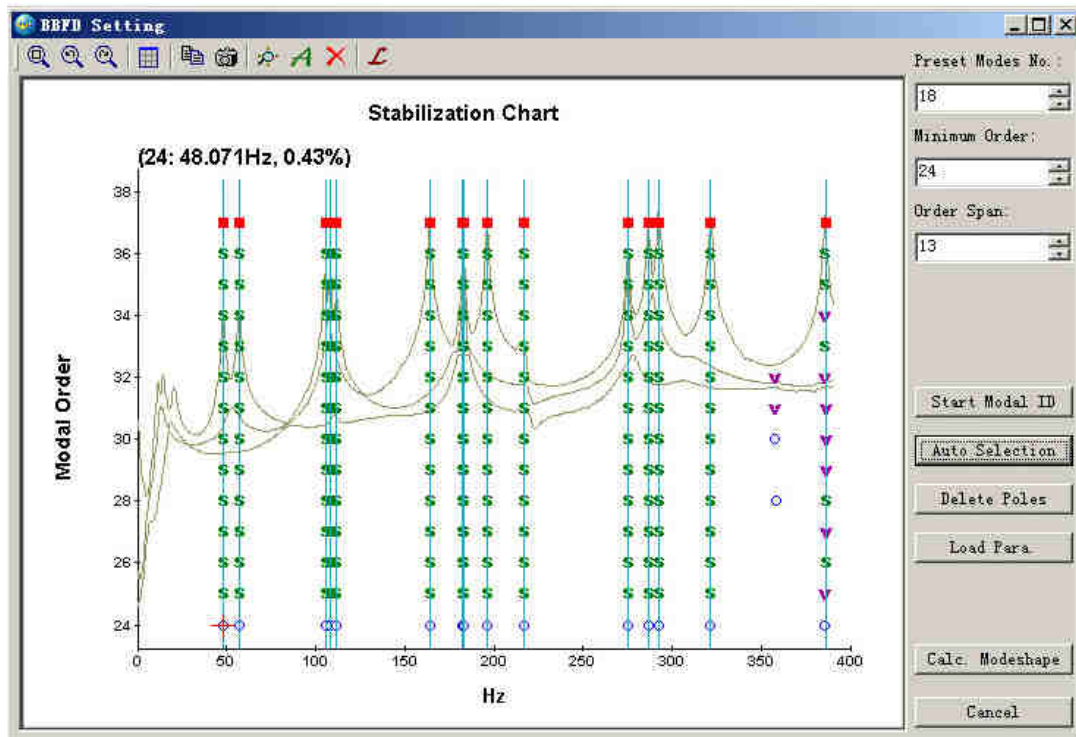 BBFD Setting
Preset Modes No.:
18
Minimum Order:
24
Order Span:
13
Start Modal ID
Auto Selection
Delete Poles
Load Para.
Calc. Modeshape
Cancel
Stabilization Chart
(24: 48.071Hz, 0.43%)
Modal Order
38
36
34
32
30
28
26
24
0 50 100 150 200 250 300 350 400
Hz